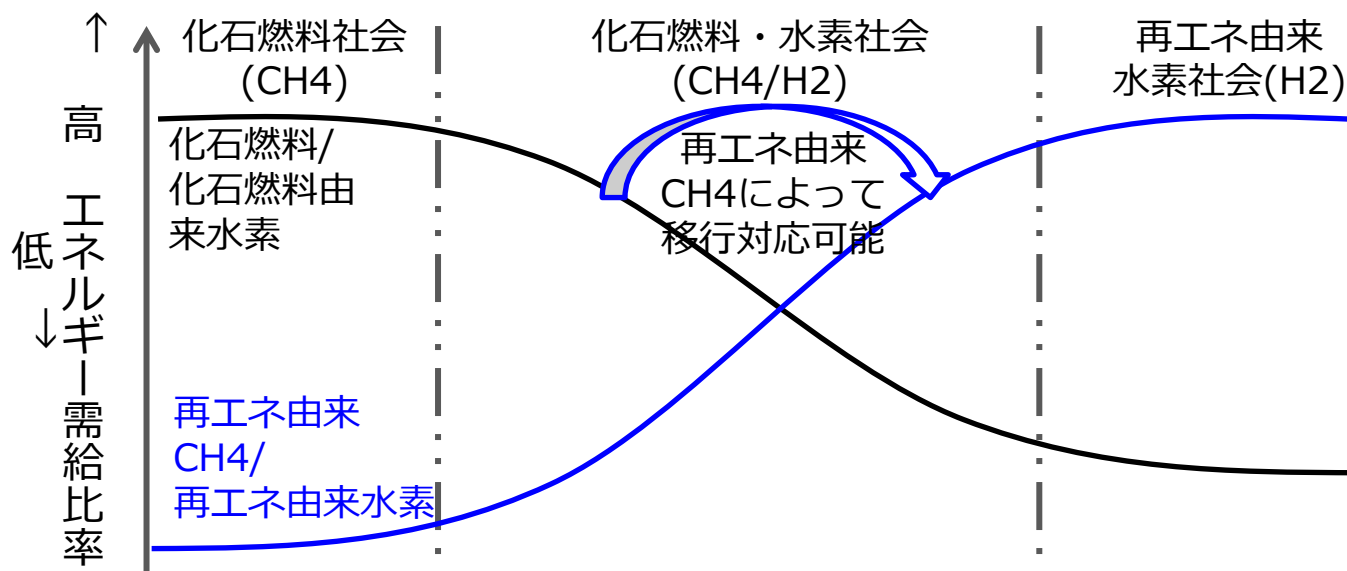 化石燃料社会
(CH4)
化石燃料・水素社会
(CH4/H2)
再エネ由来
水素社会(H2)
↑ 高 エネルギー需給比率
低 ↓
化石燃料/
化石燃料由
来水素
再エネ由来
CH4によって
移行対応可能
再エネ由来
CH4/
再エネ由来水素